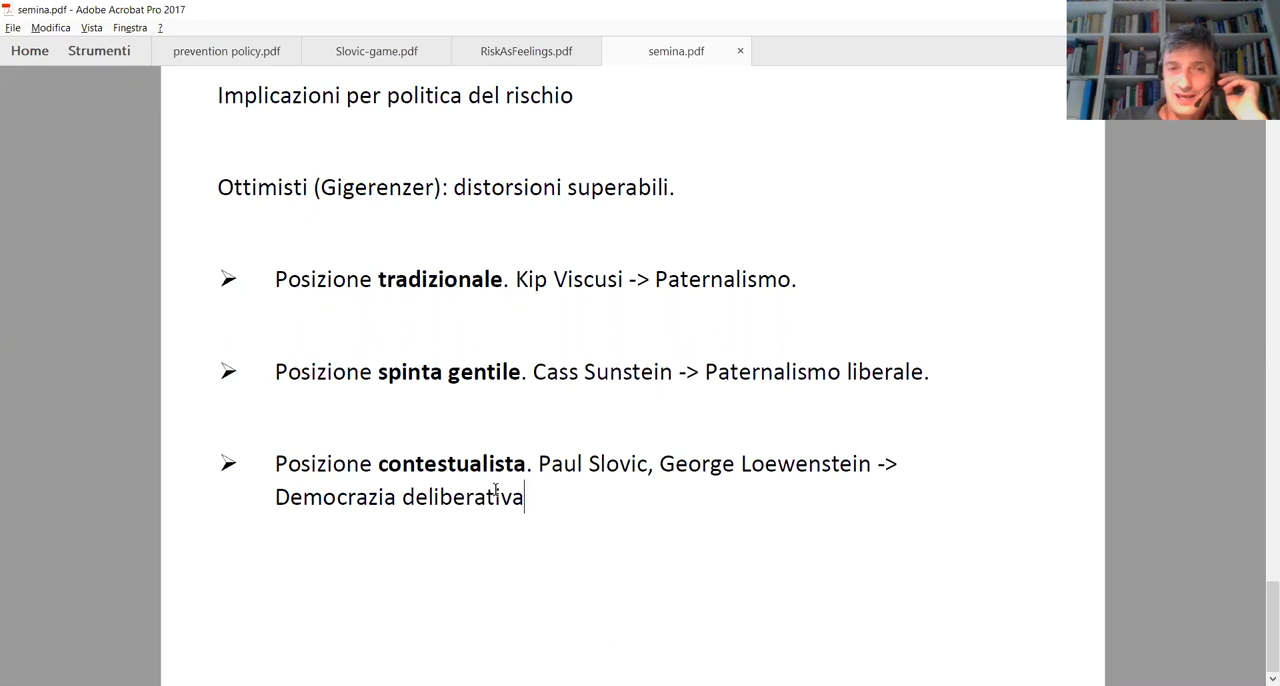 semina.pdf - Adobe Acrobat Pro 2017
File Modifica Vista Finestra ?
Home Strumenti prevention policy.pdf Slovic-game.pdf RiskAsFeelings.pdf semina.pdf ×
Implicazioni per politica del rischio
Ottimisti (Gigerenzer): distorsioni superabili.
➢ Posizione tradizionale. Kip Viscusi -> Paternalismo.
➢ Posizione spinta gentile. Cass Sunstein -> Paternalismo liberale.
➢ Posizione contestualista. Paul Slovic, George Loewenstein ->
Democrazia deliberativa